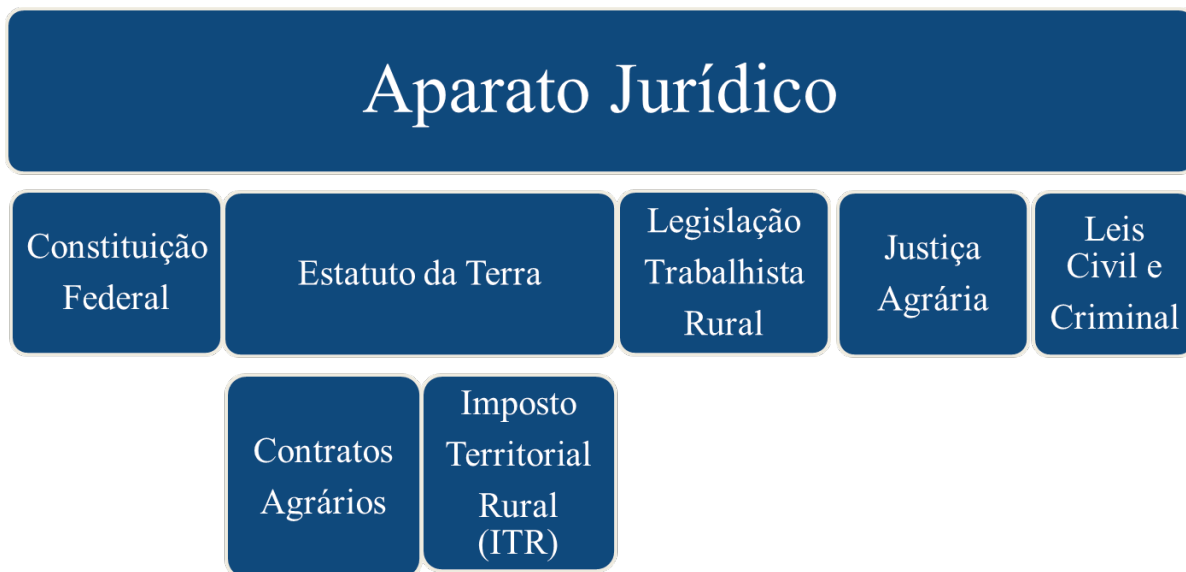 Aparato Jurídico
Constituição
Federal
Estatuto da Terra
Legislação
Trabalhista
Rural
Justiça
Agrária
Leis
Civil e
Criminal
Contratos
Agrários
Imposto
Territorial
Rural
(ITR)